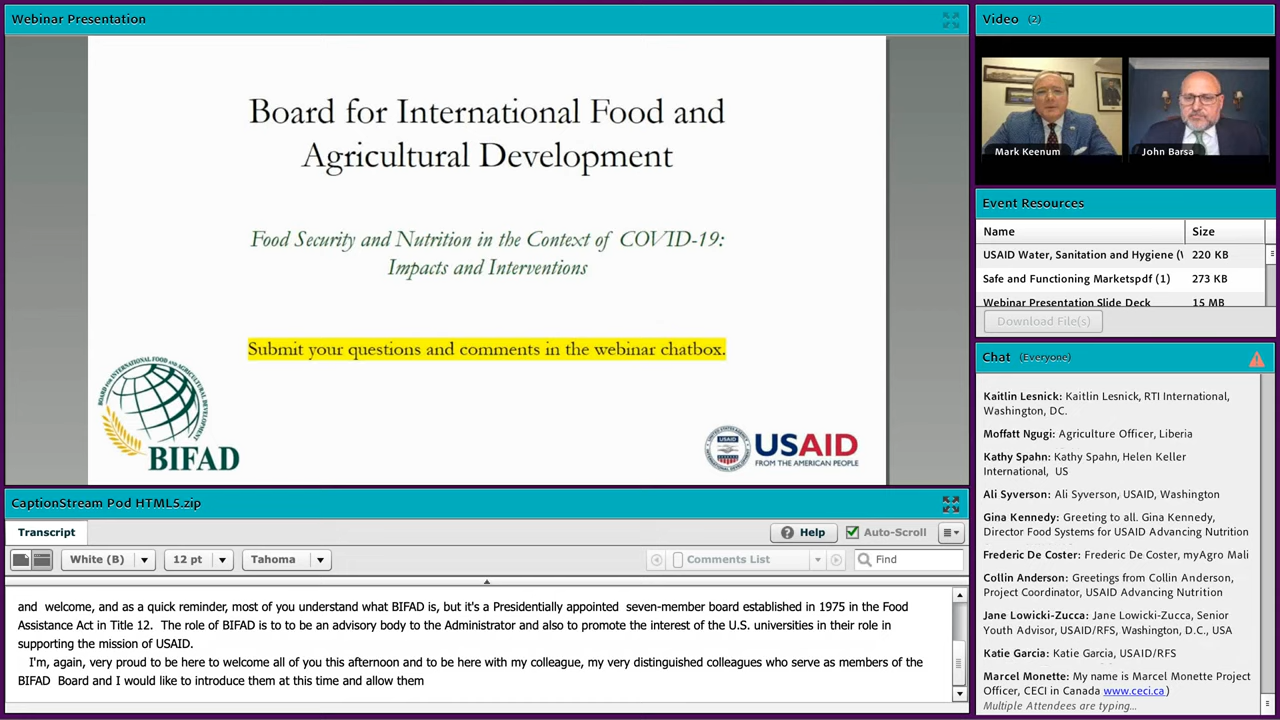 Webinar Presentation
Board for International Food and
Agricultural Development
Food Security and Nutrition in the Context of COVID-19:
Impacts and Interventions
Submit your questions and comments in the webinar chatbox.
BOARD FOR INTERNATIONAL FOOD AND AGRICULTURAL DEVELOPMENT
BIFAD
USAID
USAID
FROM THE AMERICAN PEOPLE
CaptionStream Pod HTML5.zip
Transcript
Help
Auto-Scroll
White (B)
12 pt
Tahoma
Comments List
Find
and welcome, and as a quick reminder, most of you understand what BIFAD is, but it's a Presidentially appointed seven-member board established in 1975 in the Food
Assistance Act in Title 12. The role of BIFAD is to to be an advisory body to the Administrator and also to promote the interest of the U.S. universities in their role in
supporting the mission of USAID.
I'm, again, very proud to be here to welcome all of you this afternoon and to be here with my colleague, my very distinguished colleagues who serve as members of the
BIFAD Board and I would like to introduce them at this time and allow them
Video (2)
Mark Keenum
John Barsa
Event Resources
Name Size
USAID Water, Sanitation and Hygiene (\ 220 KB
Safe and Functioning Marketspdf (1) 273 KB
Webinar Presentation Slide Deck 15 MB
Download File(s)
Chat (Everyone)
Kaitlin Lesnick: Kaitlin Lesnick, RTI International,
Washington, DC.
Moffatt Ngugi: Agriculture Officer, Liberia
Kathy Spahn: Kathy Spahn, Helen Keller
International, US
Ali Syverson: Ali Syverson, USAID, Washington
Gina Kennedy: Greeting to all. Gina Kennedy,
Director Food Systems for USAID Advancing Nutrition
Frederic De Coster: Frederic De Coster, myAgro Mali
Collin Anderson: Greetings from Collin Anderson,
Project Coordinator, USAID Advancing Nutrition
Jane Lowicki-Zucca: Jane Lowicki-Zucca, Senior
Youth Advisor, USAID/RFS, Washington, D.C., USA
Katie Garcia: Katie Garcia, USAID/RFS
Marcel Monette: My name is Marcel Monette Project
Officer, CECI in Canada www.ceci.ca )
Multiple Attendees are typing...